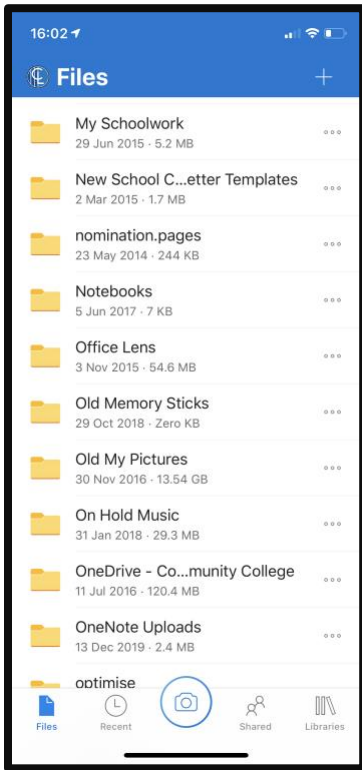 16:02
Files
My Schoolwork
29 Jun 2015 · 5.2 MB
New School C...etter Templates
2 Mar 2015 · 1.7 MB
nomination.pages
23 May 2014 · 244 KB
Notebooks
5 Jun 2017 · 7 KB
Office Lens
3 Nov 2015 · 54.6 MB
Old Memory Sticks
29 Oct 2018 · Zero KB
Old My Pictures
30 Nov 2016 · 13.54 GB
On Hold Music
31 Jan 2018 · 29.3 MB
OneDrive - Co...munity College
11 Jul 2016 · 120.4 MB
OneNote Uploads
13 Dec 2019 · 2.4 MB
optimise
Files Recent Shared Libraries